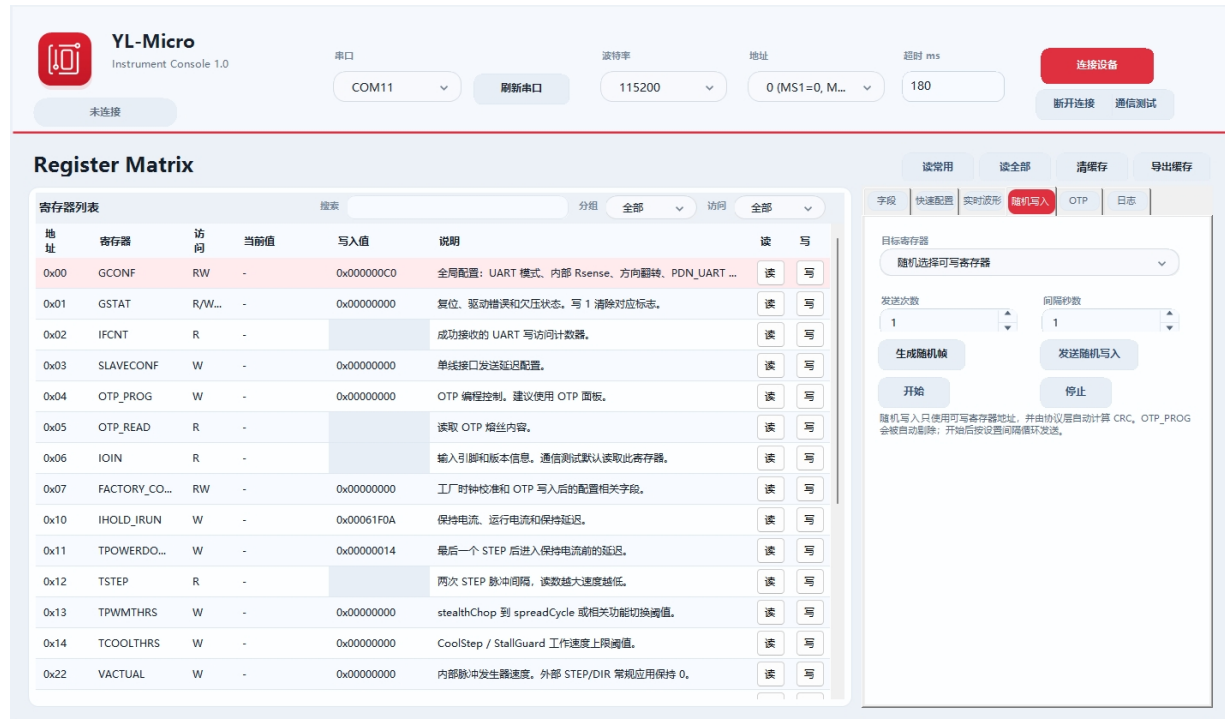 YL-Micro
Instrument Console 1.0
未连接
串口
COM11
刷新串口
波特率
115200
地址
0 (MS1=0, M...
超时 ms
180
连接设备
断开连接 通信测试
Register Matrix
读常用 读全部 清缓存 导出缓存
寄存器列表 搜索 分组 全部 访问 全部
地址 寄存器 访问 当前值 写入值 说明 读 写
0x00 GCONF RW - 0x000000C0 全局配置：UART 模式、内部 Rsense、方向翻转、PDN_UART ... 读 写
0x01 GSTAT R/W... - 0x00000000 复位、驱动错误和欠压状态。写 1 清除对应标志。 读 写
0x02 IFCNT R - 成功接收的 UART 写访问计数器。 读 写
0x03 SLAVECONF W - 0x00000000 单线接口发送延迟配置。 读 写
0x04 OTP_PROG W - 0x00000000 OTP 编程控制。建议使用 OTP 面板。 读 写
0x05 OTP_READ R - 读取 OTP 熔丝内容。 读 写
0x06 IOIN R - 输入引脚和版本信息。通信测试默认读取此寄存器。 读 写
0x07 FACTORY_CO... RW - 0x00000000 工厂时钟校准和 OTP 写入后的配置相关字段。 读 写
0x10 IHOLD_IRUN W - 0x00061F0A 保持电流、运行电流和保持延迟。 读 写
0x11 TPOWERDO... W - 0x00000014 最后一个 STEP 后进入保持电流前的延迟。 读 写
0x12 TSTEP R - 两次 STEP 脉冲间隔，读数越大速度越低。 读 写
0x13 TPWMTHRS W - 0x00000000 stealthChop 到 spreadCycle 或相关功能切换阈值。 读 写
0x14 TCOOLTHRS W - 0x00000000 CoolStep / StallGuard 工作速度上限阈值。 读 写
0x22 VACTUAL W - 0x00000000 内部脉冲发生器速度。外部 STEP/DIR 常规应用保持 0。 读 写
字段 快速配置 实时波形 随机写入 OTP 日志
目标寄存器
随机选择可写寄存器
发送次数 间隔秒数
1 1
生成随机帧 发送随机写入
开始 停止
随机写入只使用可写寄存器地址，并由协议层自动计算 CRC。OTP_PROG
会被自动剔除；开始后按设置间隔循环发送。